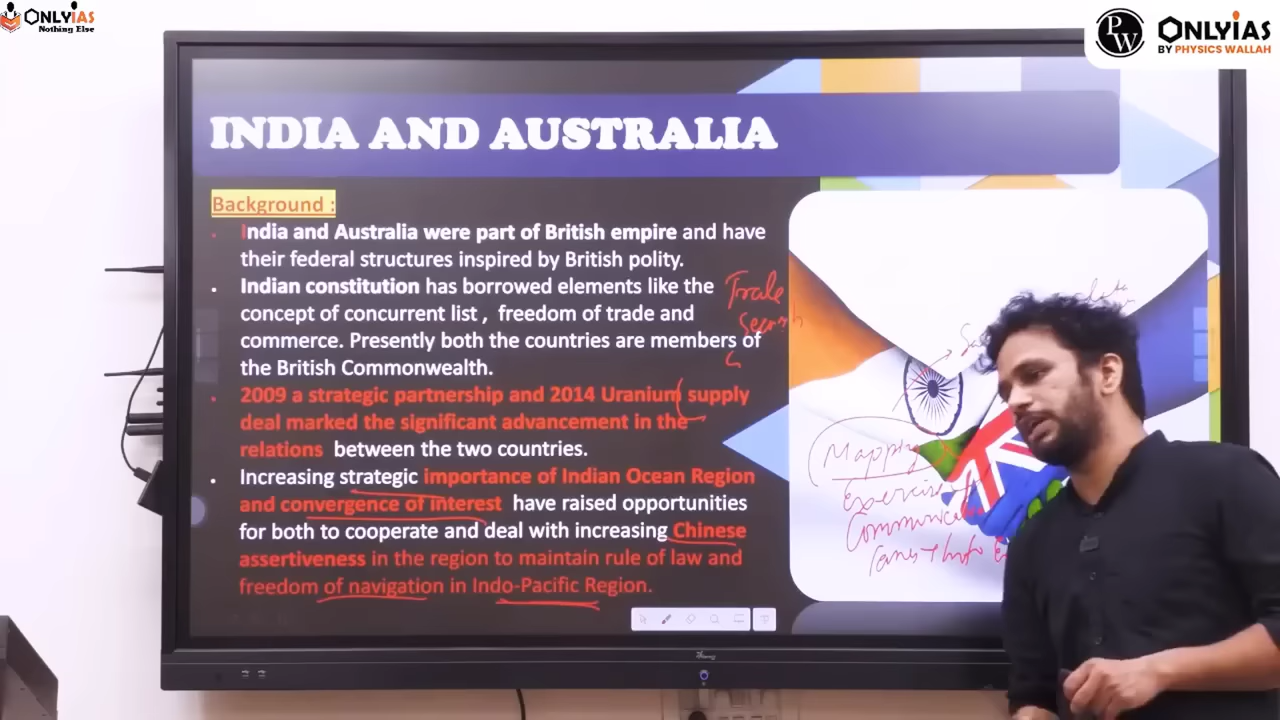 ONLYIAS
Nothing Else
PW
ONLYIAS
BY PHYSICS WALLAH
INDIA AND AUSTRALIA
Background :
India and Australia were part of British empire and have
their federal structures inspired by British polity.
Indian constitution has borrowed elements like the
concept of concurrent list , freedom of trade and
commerce. Presently both the countries are members of
the British Commonwealth.
2009 a strategic partnership and 2014 Uranium supply
deal marked the significant advancement in the
relations between the two countries.
Increasing strategic importance of Indian Ocean Region
and convergence of interest have raised opportunities
for both to cooperate and deal with increasing Chinese
assertiveness in the region to maintain rule of law and
freedom of navigation in Indo-Pacific Region.
Trade
Mapping